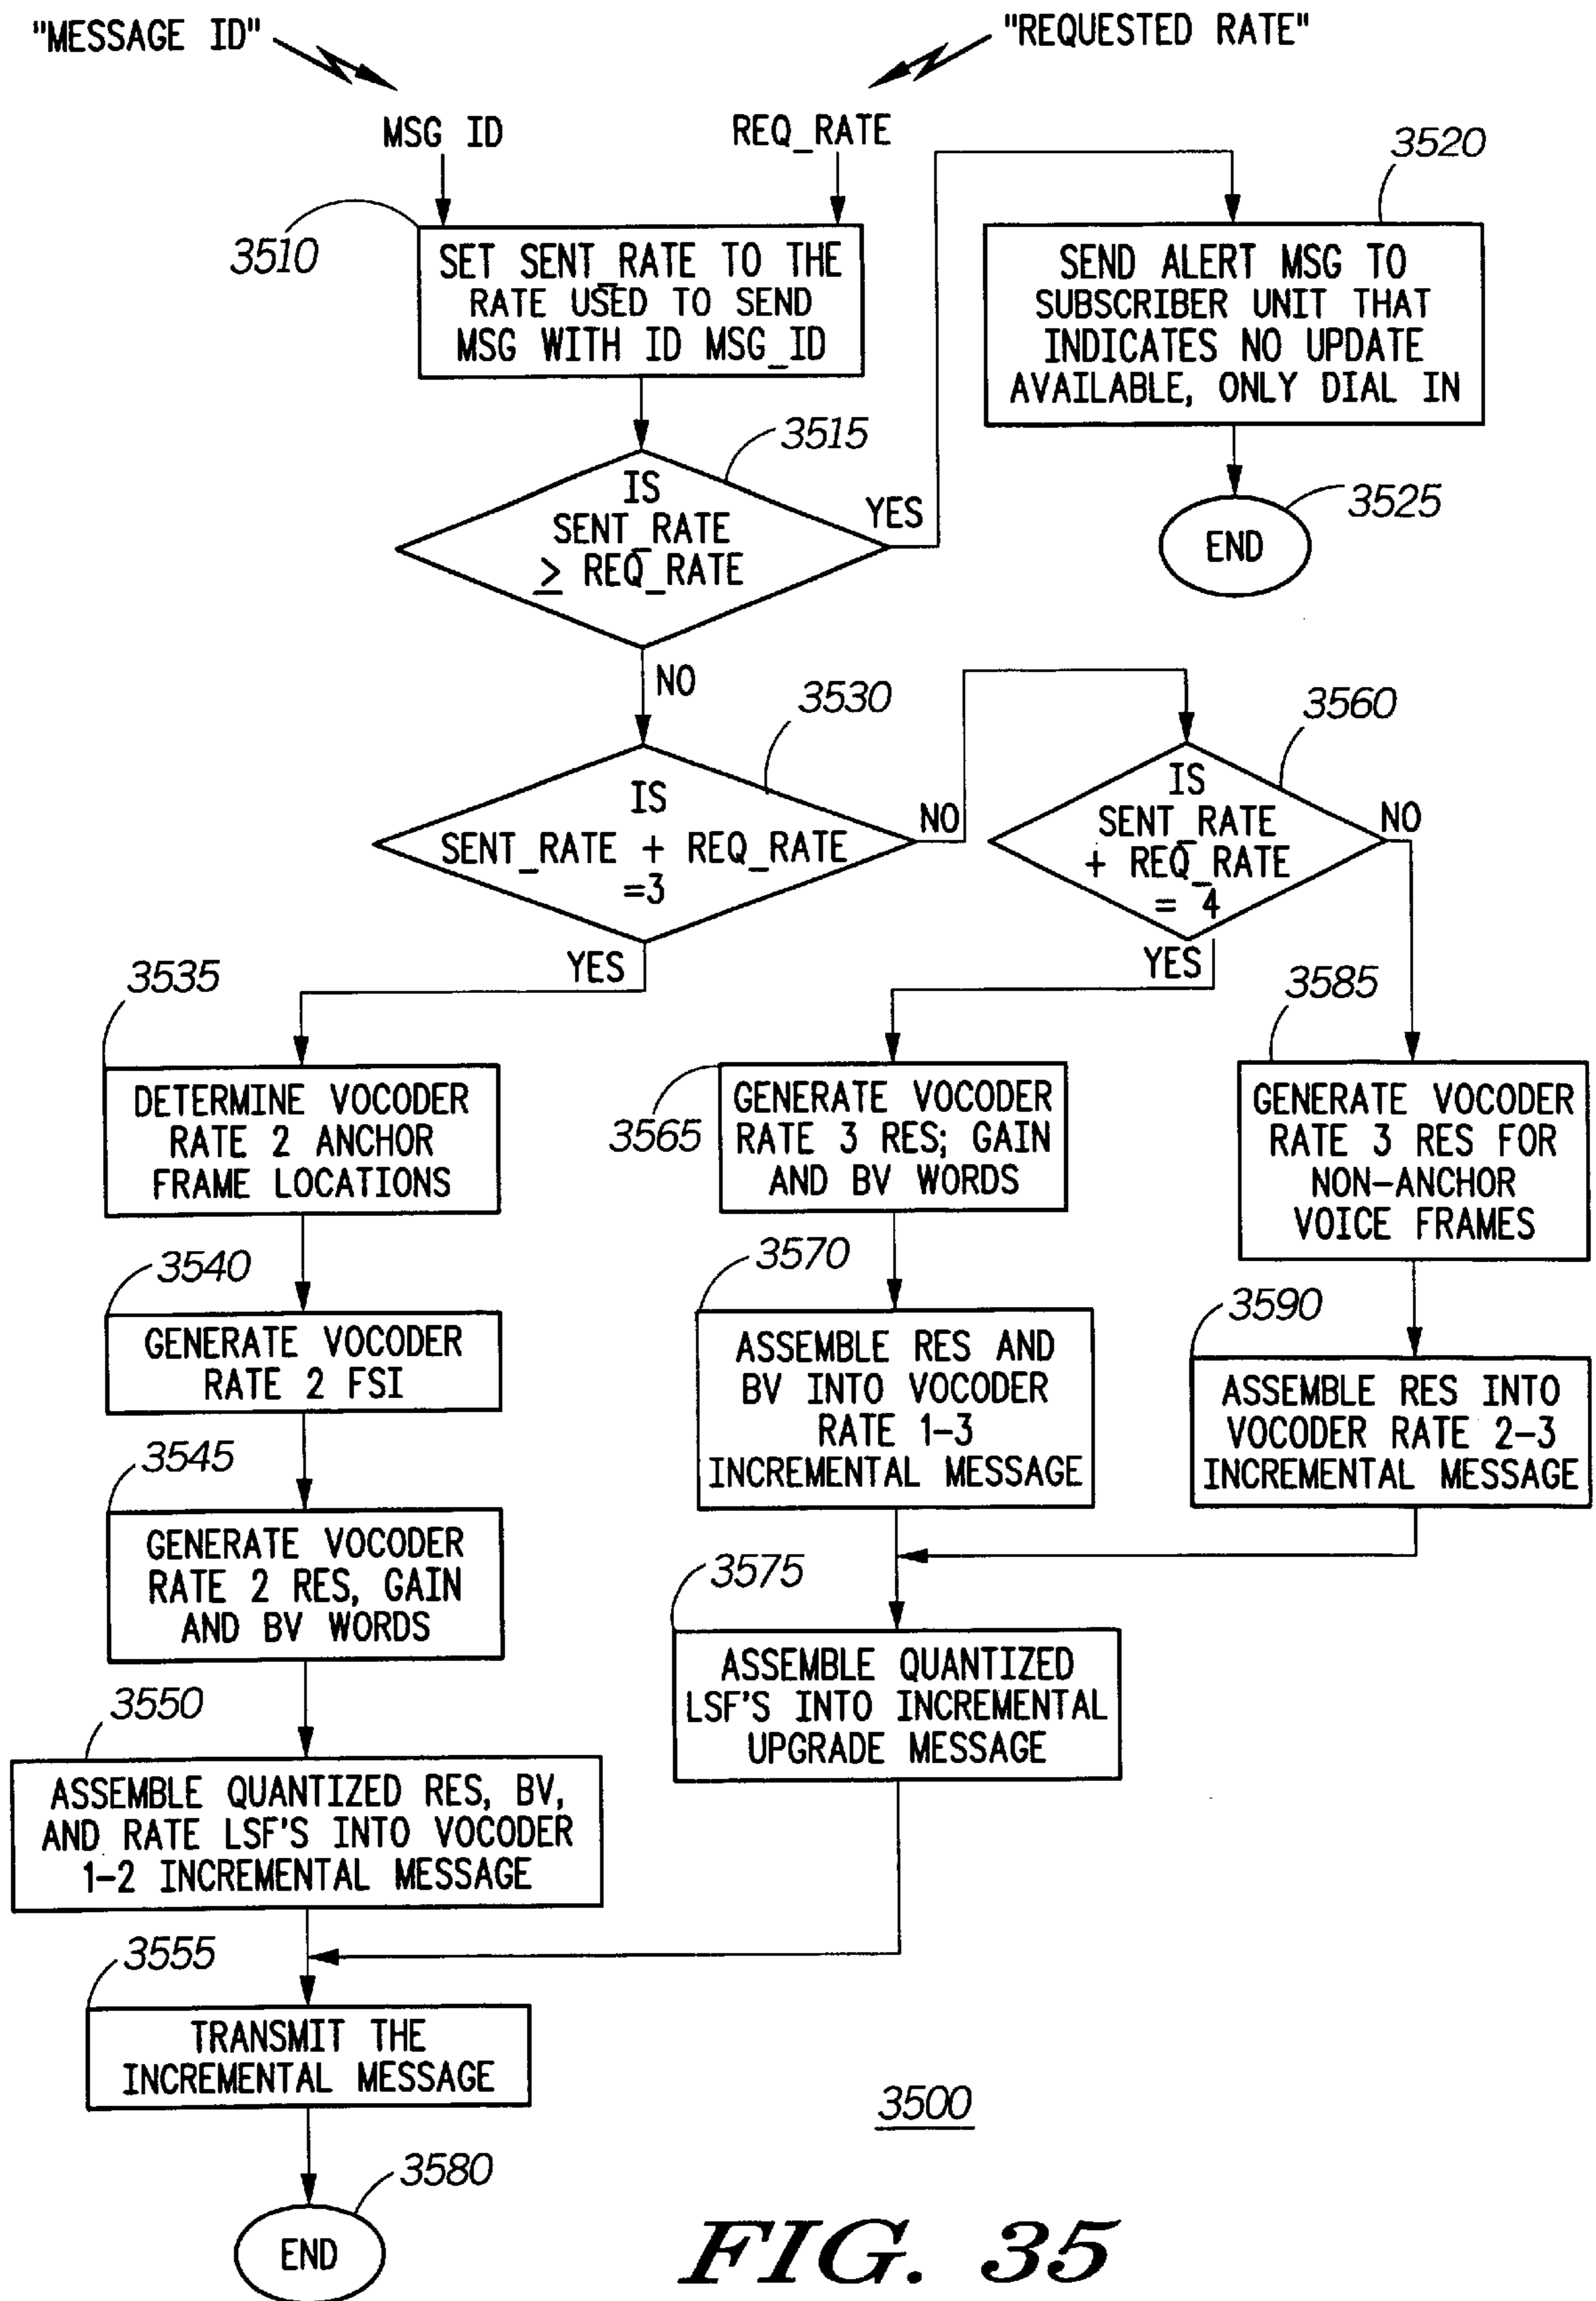 "MESSAGE ID"
"REQUESTED RATE"
MSG ID
REQ_RATE
3510
SET SENT_RATE TO THE
RATE USED TO SEND
MSG WITH ID MSG_ID
3520
SEND ALERT MSG TO
SUBSCRIBER UNIT THAT
INDICATES NO UPDATE
AVAILABLE, ONLY DIAL IN
3515
IS
SENT_RATE
≥ REQ_RATE
YES
3525
END
NO
3530
IS
SENT_RATE + REQ_RATE
=3
NO
3560
IS
SENT_RATE
+ REQ_RATE
= 4
NO
YES
YES
3535
DETERMINE VOCODER
RATE 2 ANCHOR
FRAME LOCATIONS
3565
GENERATE VOCODER
RATE 3 RES; GAIN
AND BV WORDS
3585
GENERATE VOCODER
RATE 3 RES FOR
NON-ANCHOR
VOICE FRAMES
3540
GENERATE VOCODER
RATE 2 FSI
3570
ASSEMBLE RES AND
BV INTO VOCODER
RATE 1-3
INCREMENTAL MESSAGE
3590
ASSEMBLE RES INTO
VOCODER RATE 2-3
INCREMENTAL MESSAGE
3545
GENERATE VOCODER
RATE 2 RES, GAIN
AND BV WORDS
3575
ASSEMBLE QUANTIZED
LSF'S INTO INCREMENTAL
UPGRADE MESSAGE
3550
ASSEMBLE QUANTIZED RES, BV,
AND RATE LSF'S INTO VOCODER
1-2 INCREMENTAL MESSAGE
3555
TRANSMIT THE
INCREMENTAL MESSAGE
3500
3580
END
FIG. 35